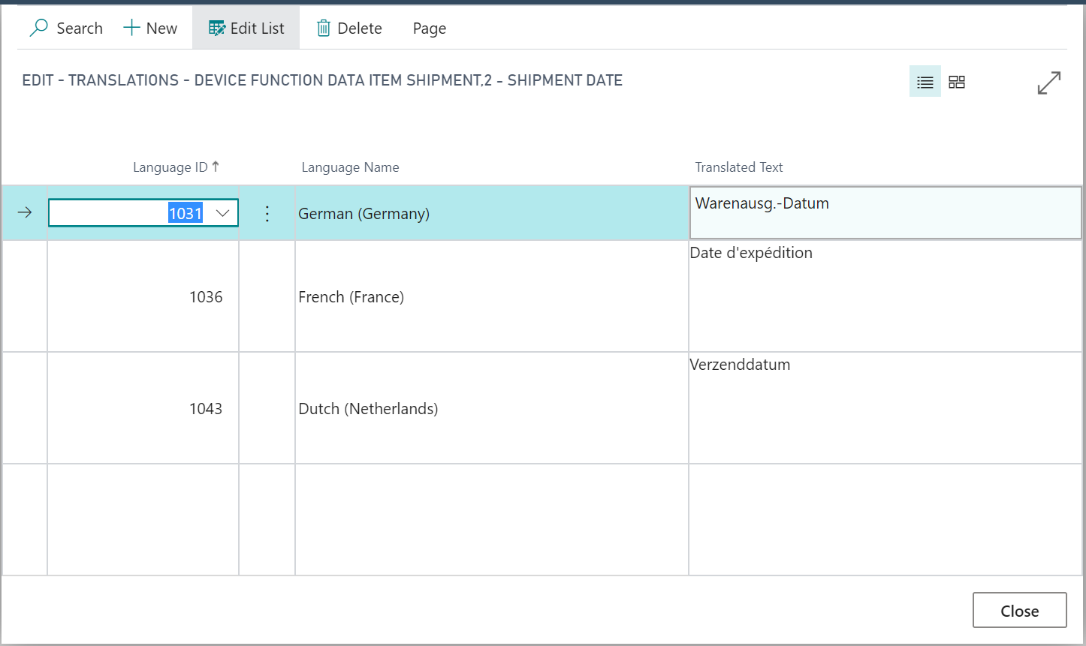 Search New Edit List Delete Page
EDIT - TRANSLATIONS - DEVICE FUNCTION DATA ITEM SHIPMENT,2 - SHIPMENT DATE
Language ID↑ Language Name Translated Text
1031 German (Germany) Warenausg.-Datum
1036 French (France) Date d'expédition
1043 Dutch (Netherlands) Verzenddatum
Close